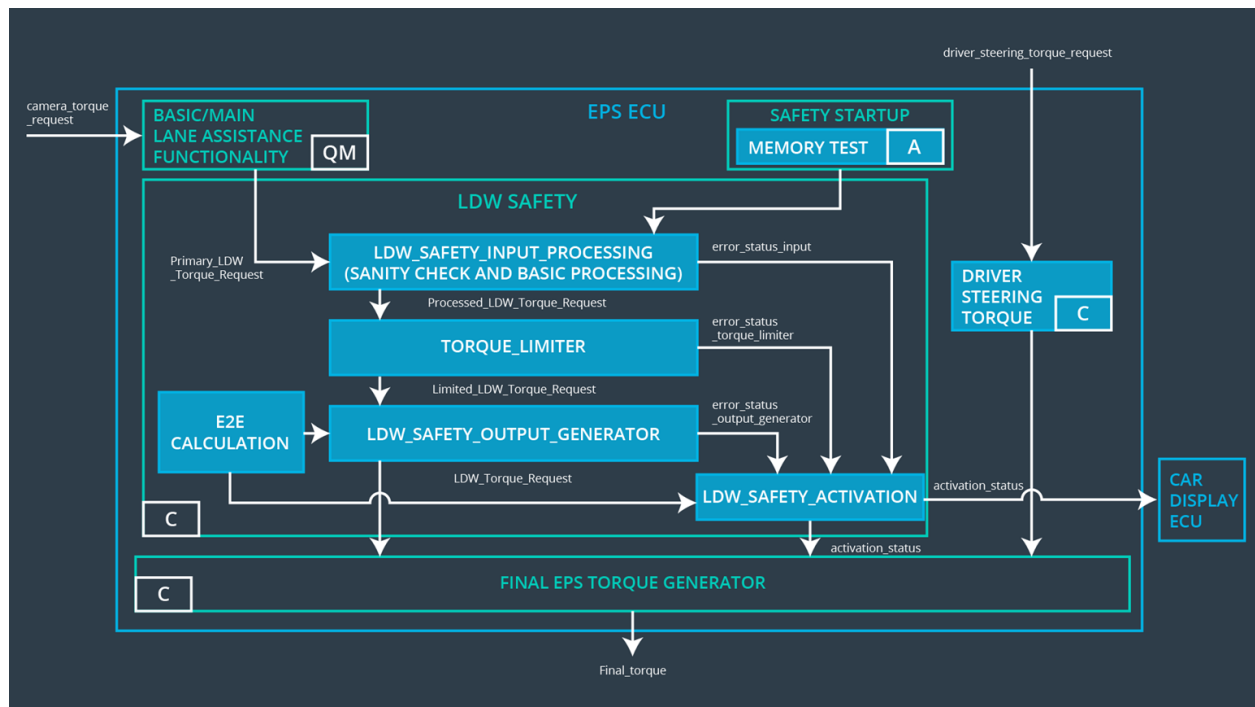 driver_steering_torque_request
camera_torque
_request
EPS ECU
BASIC/MAIN
LANE ASSISTANCE
FUNCTIONALITY
QM
SAFETY STARTUP
MEMORY TEST
A
LDW SAFETY
Primary_LDW
_Torque_Request
LDW_SAFETY_INPUT_PROCESSING
(SANITY CHECK AND BASIC PROCESSING)
error_status_input
DRIVER
STEERING
TORQUE
C
Processed_LDW_Torque_Request
TORQUE_LIMITER
error_status
_torque_limiter
Limited_LDW_Torque_Request
E2E
CALCULATION
LDW_SAFETY_OUTPUT_GENERATOR
error_status
_output_generator
LDW_Torque_Request
LDW_SAFETY_ACTIVATION
activation_status
CAR
DISPLAY
ECU
C
activation_status
FINAL EPS TORQUE GENERATOR
C
Final_torque